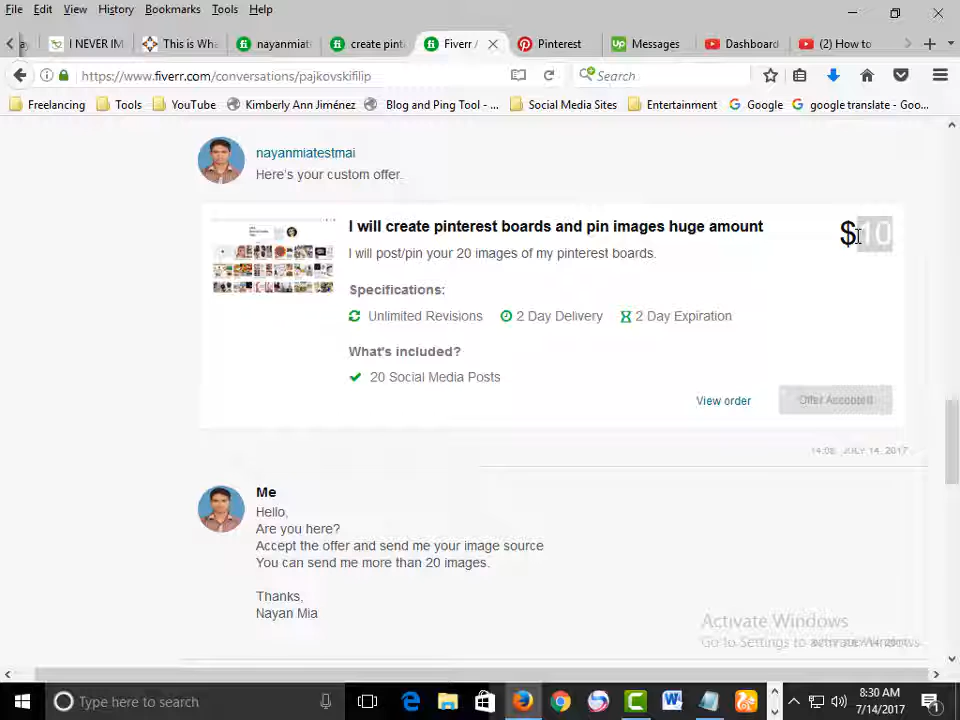 File Edit View History Bookmarks Tools Help
I NEVER IM
This is Wha
nayanmiat
create pint
Fiverr /
Pinterest
Messages
Dashboard
(2) How to
https://www.fiverr.com/conversations/pajkovskifilip
Search
Freelancing
Tools
YouTube
Kimberly Ann Jiménez
Blog and Ping Tool - ...
Social Media Sites
Entertainment
Google
google translate - Goo...
nayanmiatestmai
Here's your custom offer.
I will create pinterest boards and pin images huge amount
$10
I will post/pin your 20 images of my pinterest boards.
Specifications:
Unlimited Revisions
2 Day Delivery
2 Day Expiration
What's included?
20 Social Media Posts
View order
Offer Accepted
14:08, JULY 14, 2017
Me
Hello,
Are you here?
Accept the offer and send me your image source
You can send me more than 20 images.
Thanks,
Nayan Mia
Activate Windows
Go to Settings to activate Windows.
Type here to search
8:30 AM
7/14/2017